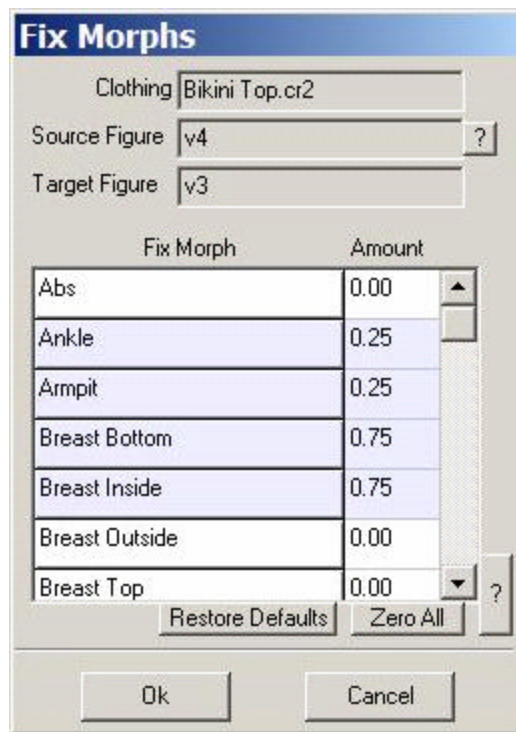 Fix Morphs
Clothing Bikini Top.cr2
Source Figure v4 ?
Target Figure v3
Fix Morph Amount
Abs 0.00
Ankle 0.25
Armpit 0.25
Breast Bottom 0.75
Breast Inside 0.75
Breast Outside 0.00
Breast Top 0.00 ?
Restore Defaults Zero All
Ok Cancel